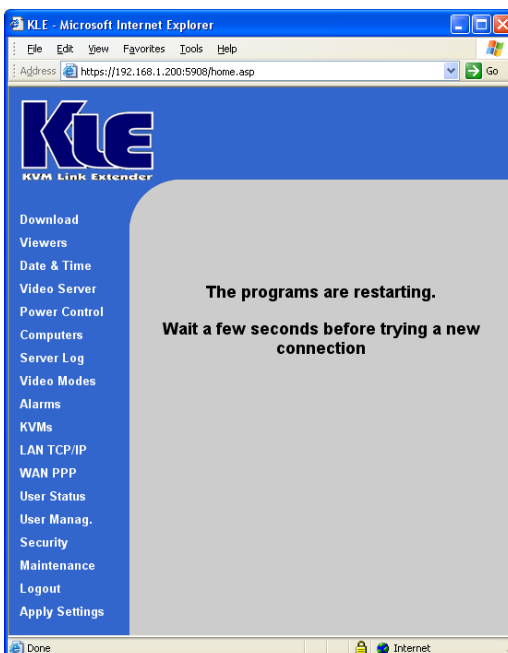 KLE - Microsoft Internet Explorer
File Edit View Favorites Tools Help
Address https://192.168.1.200:5908/home.asp Go
KLE
KVM Link Extender
Download
Viewers
Date & Time
Video Server
Power Control
Computers
Server Log
Video Modes
Alarms
KVMs
LAN TCP/IP
WAN PPP
User Status
User Manag.
Security
Maintenance
Logout
Apply Settings
The programs are restarting.
Wait a few seconds before trying a new
connection
Done Internet